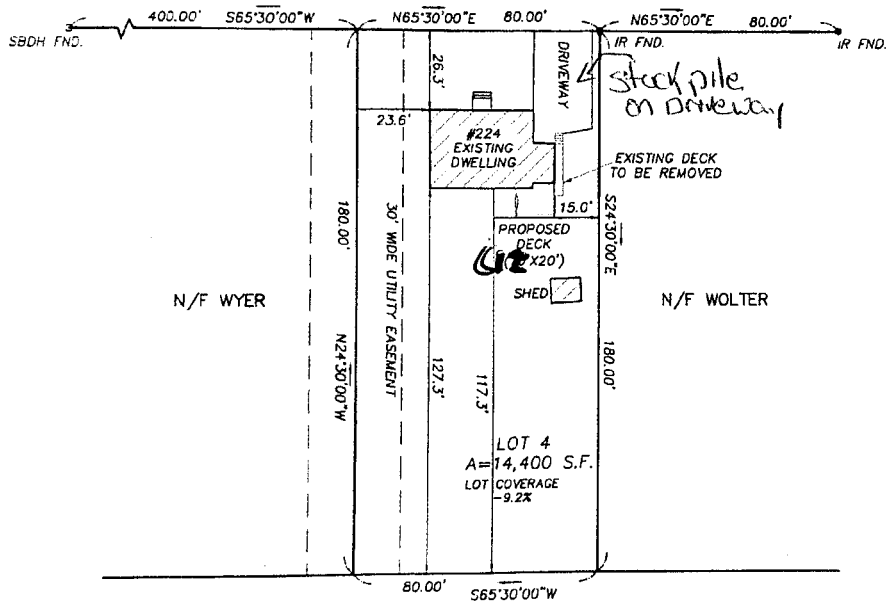 400.00' S65°30'00"W
N65°30'00"E 80.00'
N65°30'00"E 80.00'
SBDH FND.
IR FND.
IR FND.
26.3'
DRIVEWAY
Stockpile
on Driveway
23.6'
#224
EXISTING
DWELLING
EXISTING DECK
TO BE REMOVED
15.0'
S24°30'00"E
180.00'
30' WIDE UTILITY EASEMENT
PROPOSED
DECK
X20')
SHED
N/F WYER
N/F WOLTER
N24°30'00"W
127.3'
117.3'
180.00'
LOT 4
A=14,400 S.F.
LOT COVERAGE
-9.2%
80.00'
S65°30'00"W